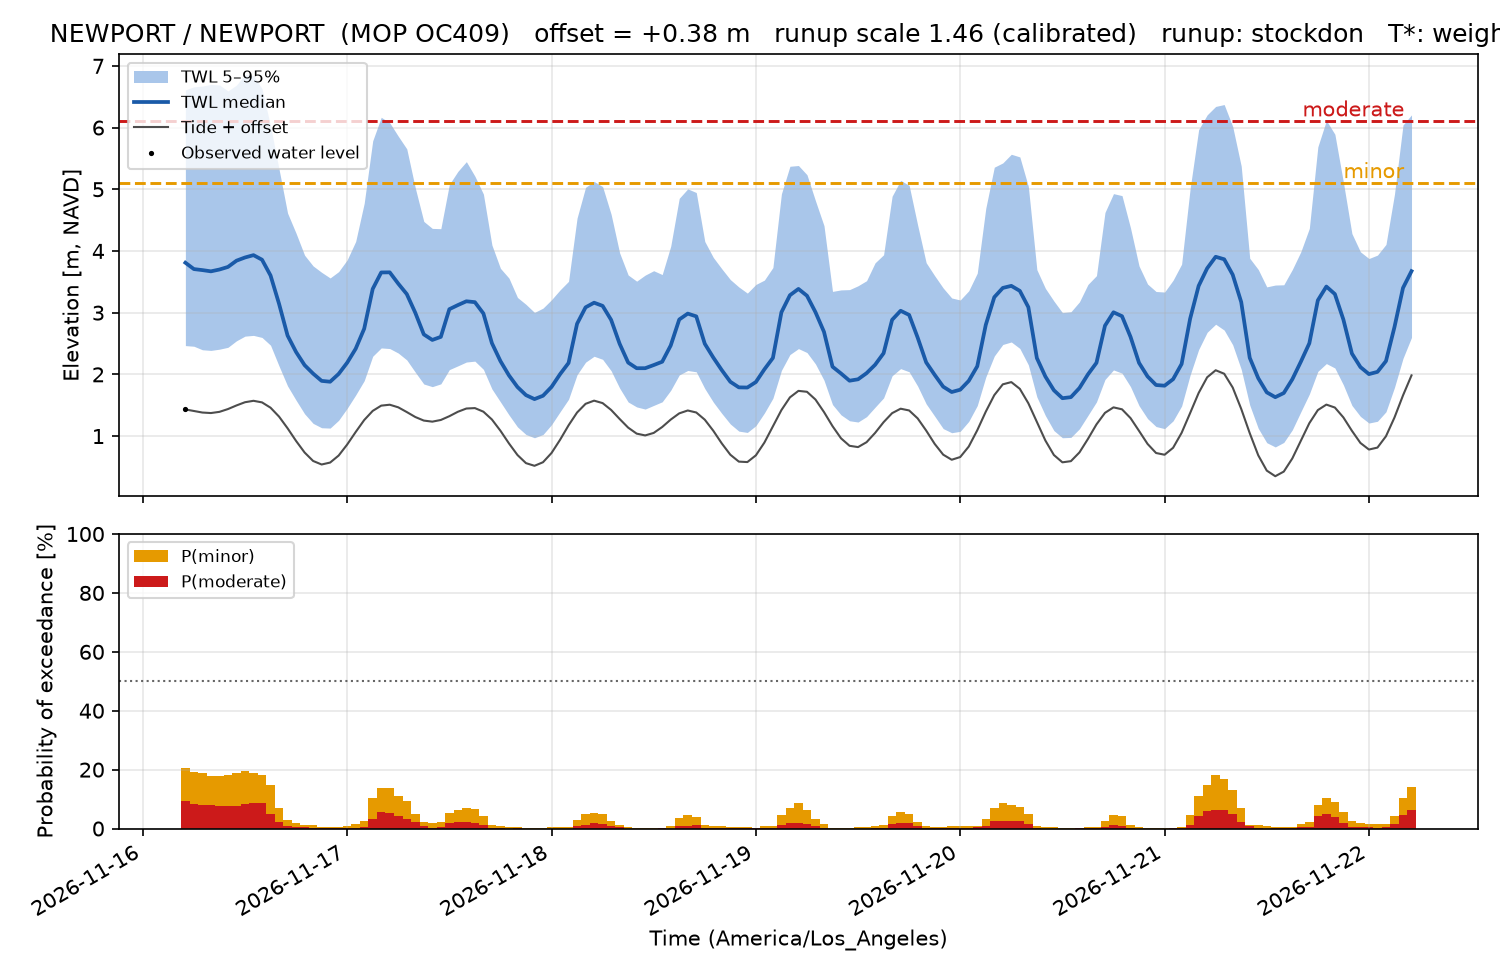 NEWPORT / NEWPORT (MOP OC409) offset = +0.38 m runup scale 1.46 (calibrated) runup: stockdon T*:
TWL 5–95%
TWL median
Tide + offset
Observed water level
moderate
minor
Elevation [m, NAVD]
7
6
5
4
3
2
1
P(minor)
P(moderate)
Probability of exceedance [%]
100
80
60
40
20
0
2026-11-16
2026-11-17
2026-11-18
2026-11-19
2026-11-20
2026-11-21
2026-11-22
Time (America/Los_Angeles)